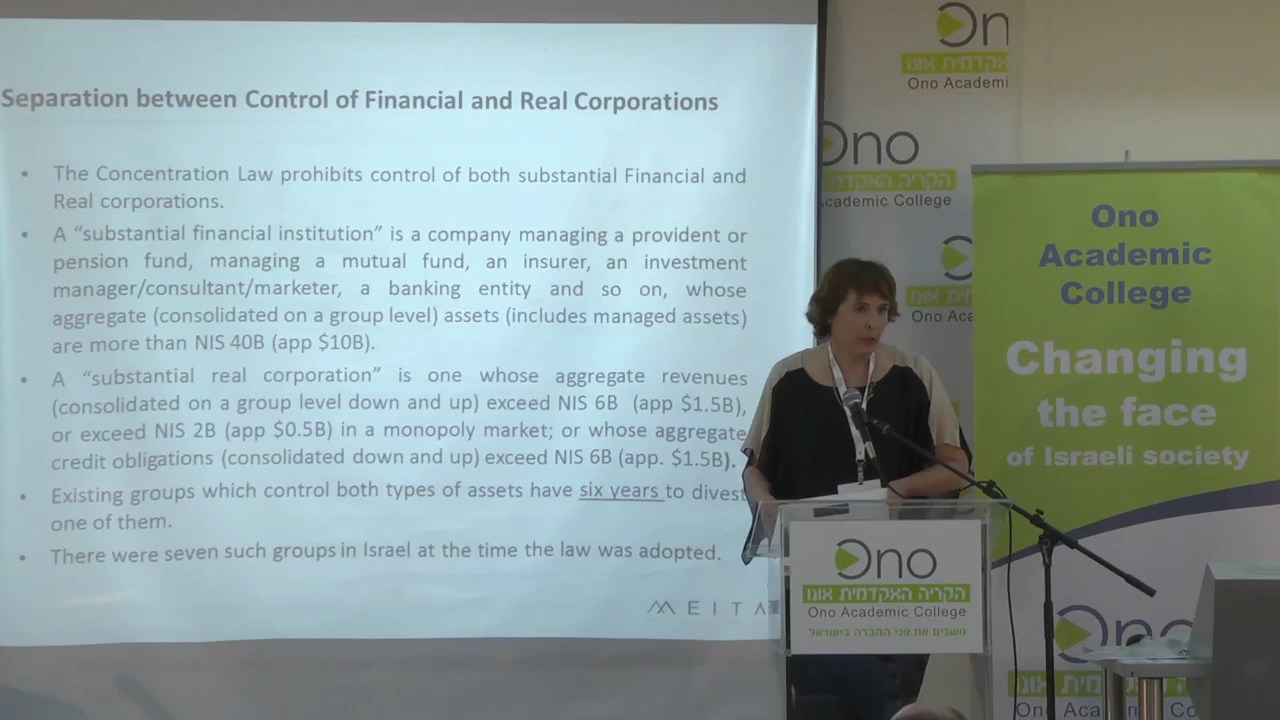 Separation between Control of Financial and Real Corporations
• The Concentration Law prohibits control of both substantial Financial and
Real corporations.
• A “substantial financial institution” is a company managing a provident or
pension fund, managing a mutual fund, an insurer, an investment
manager/consultant/marketer, a banking entity and so on, whose
aggregate (consolidated on a group level) assets (includes managed assets)
are more than NIS 40B (app $10B).
• A “substantial real corporation” is one whose aggregate revenues
(consolidated on a group level down and up) exceed NIS 6B (app $1.5B),
or exceed NIS 2B (app $0.5B) in a monopoly market; or whose aggregate
credit obligations (consolidated down and up) exceed NIS 6B (app. $1.5B).
• Existing groups which control both types of assets have six years to divest
one of them.
• There were seven such groups in Israel at the time the law was adopted.
MEITA
On
אקדמית אונו
Ono Academi
Ono
הקריה האקדמי
Academic College
Ono Aca
Ono
Academic
College
Changing
the face
of Israeli society
Ono
הקריה האקדמית אונו
Ono Academic College
משנים את פני החברה בישראל
Ono
Ono Aca